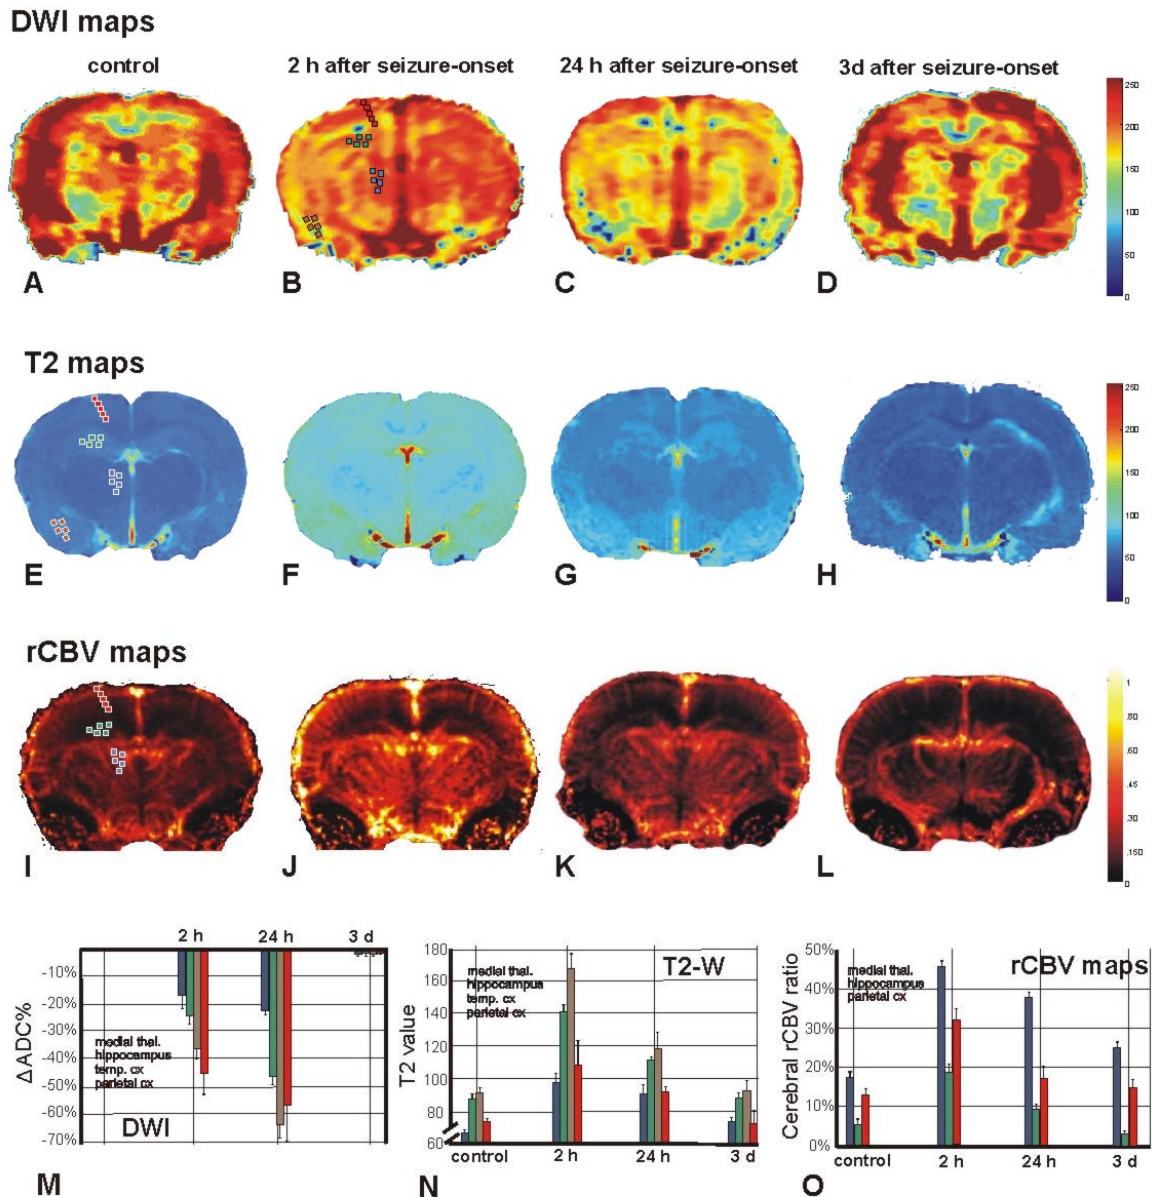 DWI maps
control
2 h after seizure-onset
24 h after seizure-onset
3d after seizure-onset
250
200
150
100
50
0
A
B
C
D
T2 maps
250
200
150
100
50
0
E
F
G
H
rCBV maps
1
.80
.60
.45
.30
.150
0
I
J
K
L
2 h
24 h
3 d
-10%
-20%
-30%
-40%
-50%
-60%
-70%
ΔADC%
medial thal.
hippocampus
temp. cx
parietal cx
DWI
M
180
160
140
120
100
80
60
T2 value
T2-W
medial thal.
hippocampus
temp. cx
parietal cx
control
2 h
24 h
3 d
N
50%
40%
30%
20%
10%
0%
Cerebral rCBV ratio
rCBV maps
medial thal.
hippocampus
parietal cx
control
2 h
24 h
3 d
O